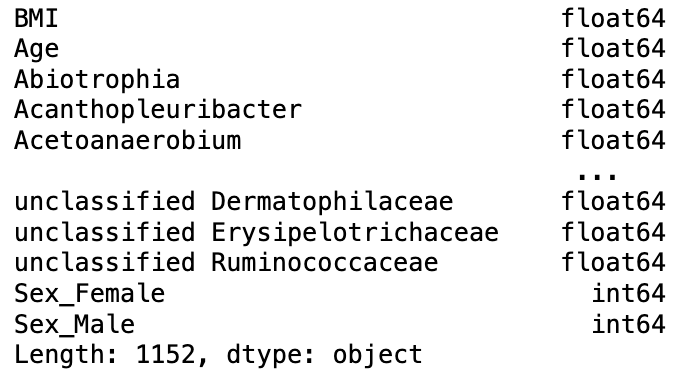 BMI float64
Age float64
Abiotrophia float64
Acanthopleuribacter float64
Acetoanaerobium float64
...
unclassified Dermatophilaceae float64
unclassified Erysipelotrichaceae float64
unclassified Ruminococcaceae float64
Sex_Female int64
Sex_Male int64
Length: 1152, dtype: object